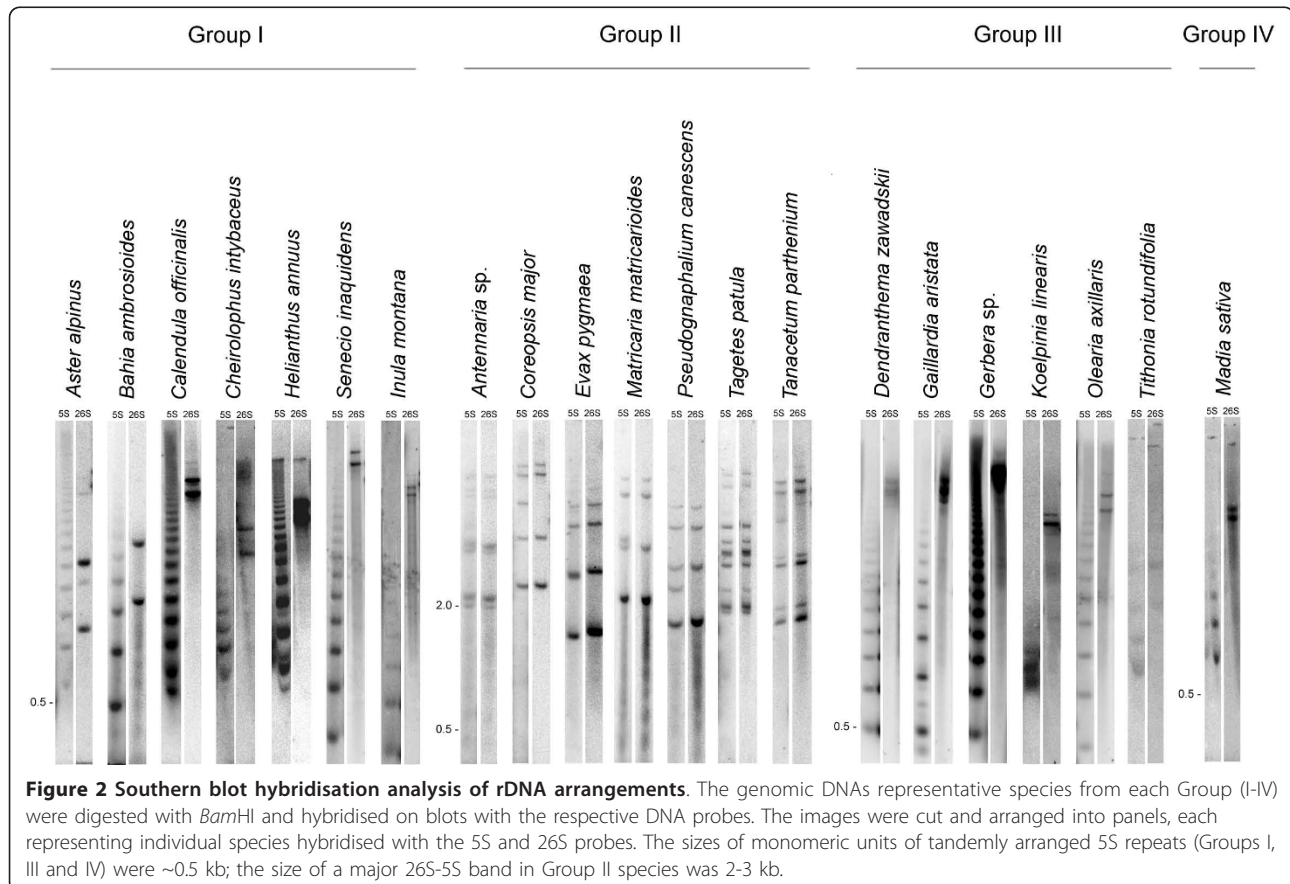 Group I Group II Group III Group IV
Aster alpinus
Bahia ambrosioides
Calendula officinalis
Cheirolophus intybaceus
Helianthus annuus
Senecio inaquidens
Inula montana
Antennaria sp.
Coreopsis major
Evax pygmaea
Matricaria matricarioides
Pseudognaphalium canescens
Tagetes patula
Tanacetum parthenium
Dendranthema zawadskii
Gaillardia aristata
Gerbera sp.
Koelpinia linearis
Olearia axillaris
Tithonia rotundifolia
Madia sativa
5S 26S 5S 26S 5S 26S 5S 26S 5S 26S 5S 26S 5S 26S 5S 26S 5S 26S 5S 26S 5S 26S 5S 26S 5S 26S 5S 26S 5S 26S 5S 26S 5S 26S 5S 26S 5S 26S 5S 26S 5S 26S
0.5 -
2.0 -
0.5 -
0.5 -
0.5 -
Figure 2 Southern blot hybridisation analysis of rDNA arrangements. The genomic DNAs representative species from each Group (I-IV)
were digested with BamHI and hybridised on blots with the respective DNA probes. The images were cut and arranged into panels, each
representing individual species hybridised with the 5S and 26S probes. The sizes of monomeric units of tandemly arranged 5S repeats (Groups I,
III and IV) were ~0.5 kb; the size of a major 26S-5S band in Group II species was 2-3 kb.